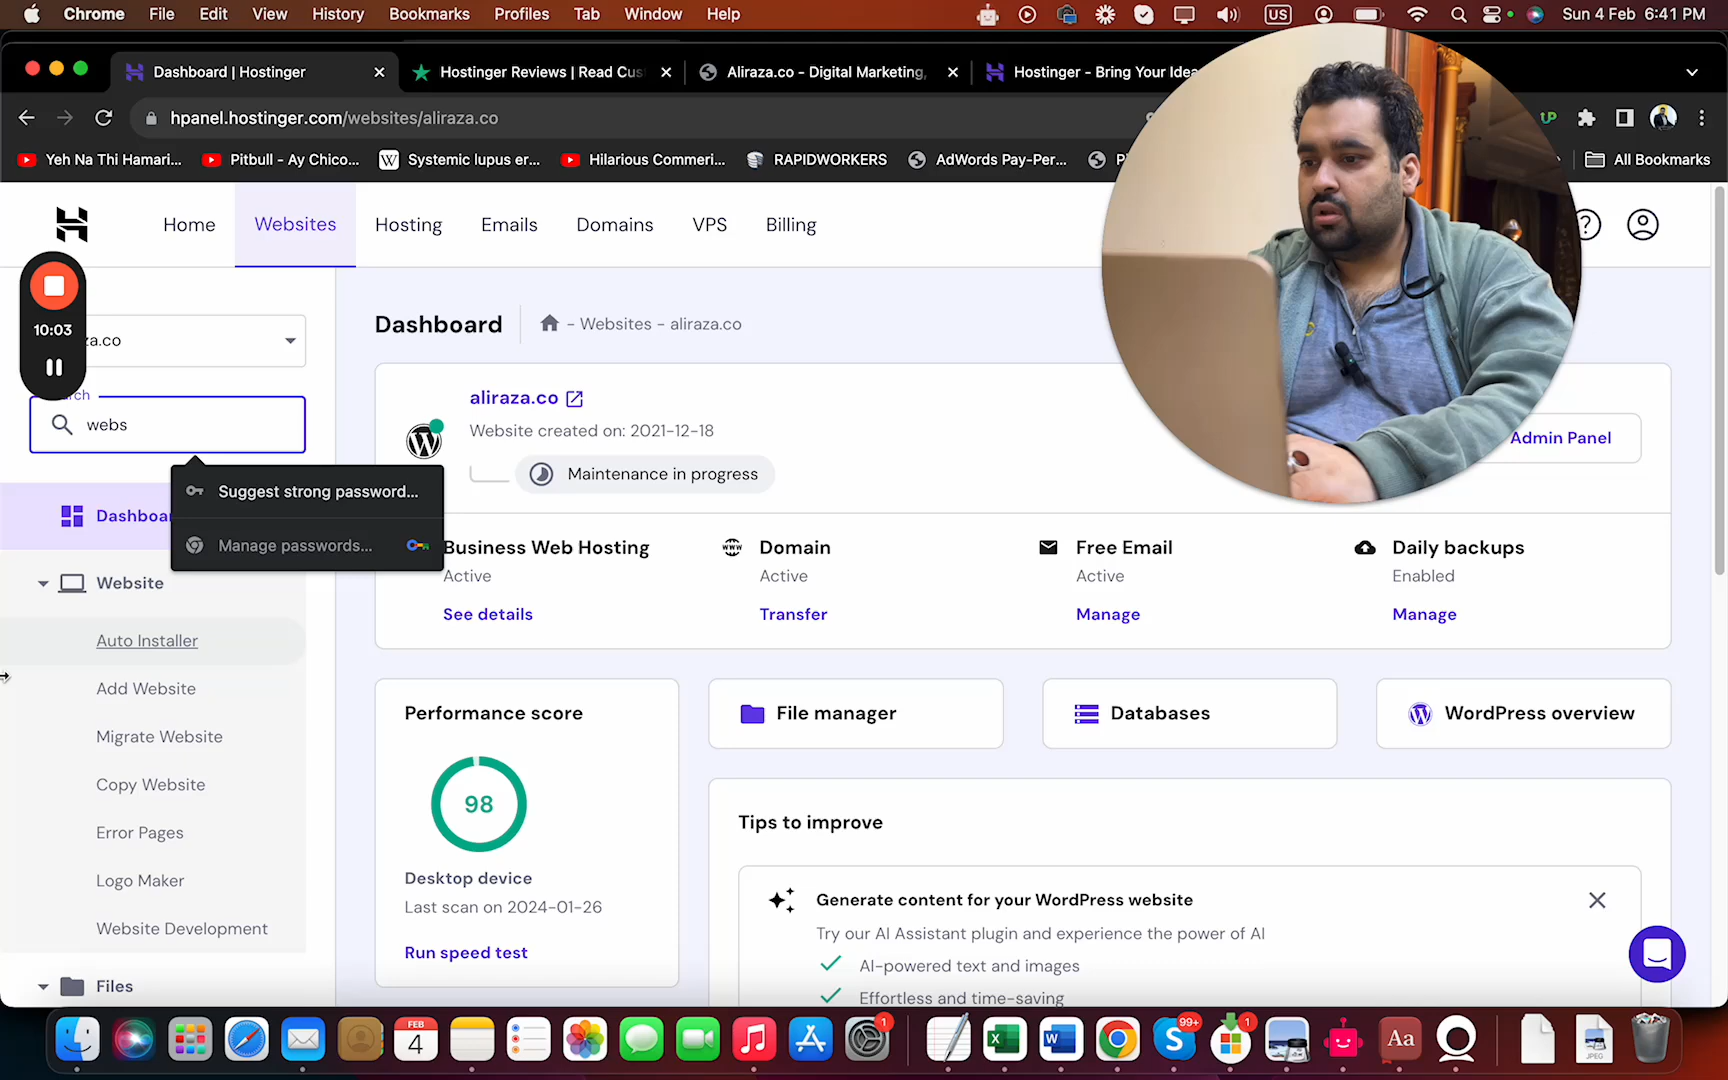 Chrome File Edit View History Bookmarks Profiles Tab Window Help US Sun 4 Feb 6:41 PM
Dashboard | Hostinger
Hostinger Reviews | Read Cus
Aliraza.co - Digital Marketing,
Hostinger - Bring Your Idea
hpanel.hostinger.com/websites/aliraza.co
Yeh Na Thi Hamari...
Pitbull - Ay Chico...
W Systemic lupus er...
Hilarious Commeri...
RAPIDWORKERS
AdWords Pay-Per...
All Bookmarks
Home Websites Hosting Emails Domains VPS Billing
10:03
za.co
Dashboard - Websites - aliraza.co
webs
Suggest strong password...
Manage passwords...
Website
Auto Installer
Add Website
Migrate Website
Copy Website
Error Pages
Logo Maker
Website Development
Files
aliraza.co
Website created on: 2021-12-18
Maintenance in progress
Admin Panel
Business Web Hosting
Active
See details
Domain
Active
Transfer
Free Email
Active
Manage
Daily backups
Enabled
Manage
Performance score
98
Desktop device
Last scan on 2024-01-26
Run speed test
File manager
Databases
WordPress overview
Tips to improve
Generate content for your WordPress website
Try our AI Assistant plugin and experience the power of AI
AI-powered text and images
Effortless and time-saving
FEB
4
1
99+
1
Aa
JPEG